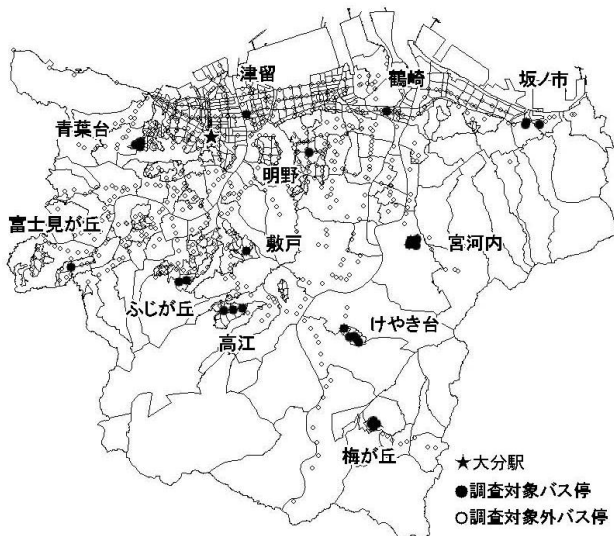 津留
鶴崎
坂ノ市
青葉台
明野
富士見が丘
敷戸
宮河内
ふじが丘
けやき台
高江
梅が丘
★大分駅
●調査対象バス停
○調査対象外バス停